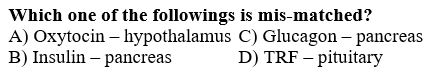 Which one of the followings is mis-matched?
A) Oxytocin – hypothalamus C) Glucagon – pancreas
B) Insulin – pancreas D) TRF – pituitary